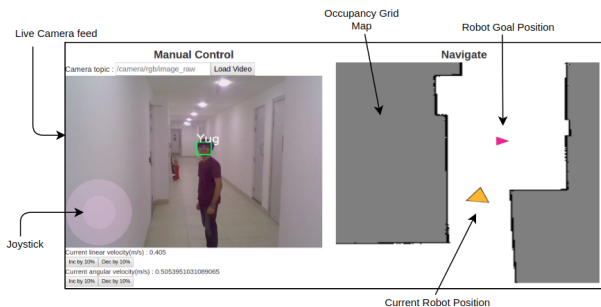 Occupancy Grid
Map
Robot Goal Position
Live Camera feed
Manual Control
Navigate
Camera topic : /camera/rgb/image_raw Load Video
Yug
Joystick
Current linear velocity(m/s) : 0.405
Inc by 10% Dec by 10%
Current angular velocity(m/s) : 0.5053951031089065
Inc by 10% Dec by 10%
Current Robot Position